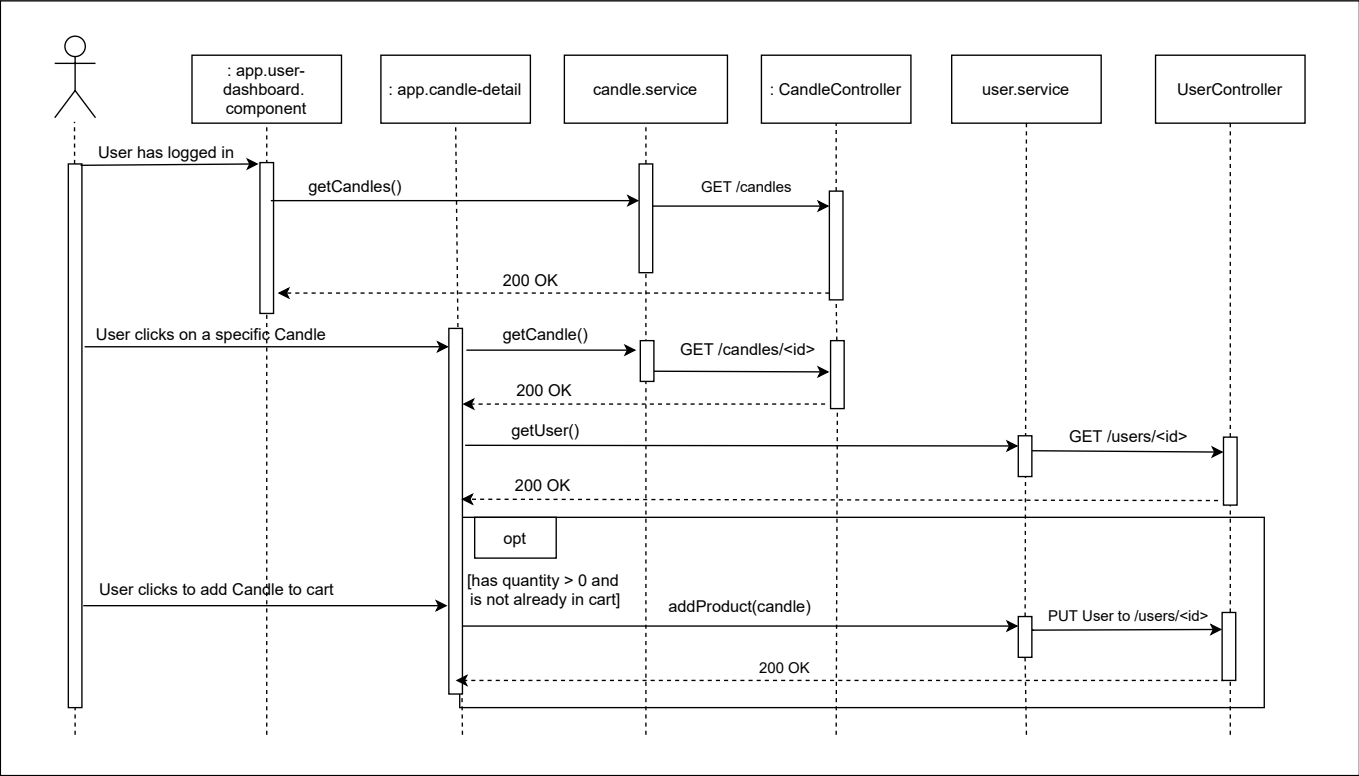 : app.user-
dashboard.
component
: app.candle-detail
candle.service
: CandleController
user.service
UserController
User has logged in
getCandles()
GET /candles
200 OK
User clicks on a specific Candle
getCandle()
GET /candles/<id>
200 OK
getUser()
GET /users/<id>
200 OK
opt
[has quantity > 0 and
is not already in cart]
User clicks to add Candle to cart
addProduct(candle)
PUT User to /users/<id>
200 OK